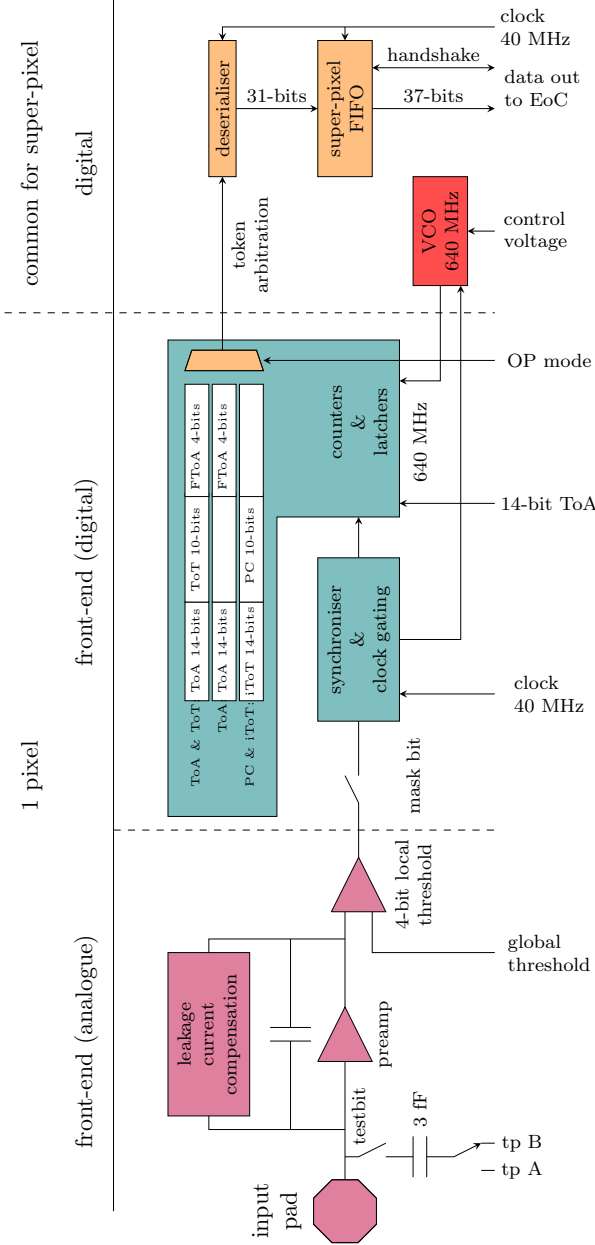 common for super-pixel
digital
1 pixel
front-end (digital)
front-end (analogue)
clock
40 MHz
handshake
data out
to EoC
deserialiser
31-bits
super-pixel
FIFO
37-bits
token
arbitration
VCO
640 MHz
control
voltage
OP mode
counters
&
latchers
640 MHz
14-bit ToA
ToA & ToT:
ToA 14-bits
ToT 10-bits
FToA 4-bits
ToA:
ToA 14-bits
FToA 4-bits
PC & iToT:
iToT 14-bits
PC 10-bits
synchroniser
&
clock gating
clock
40 MHz
mask bit
4-bit local
threshold
global
threshold
leakage
current
compensation
preamp
testbit
3 fF
tp B
tp A
input
pad